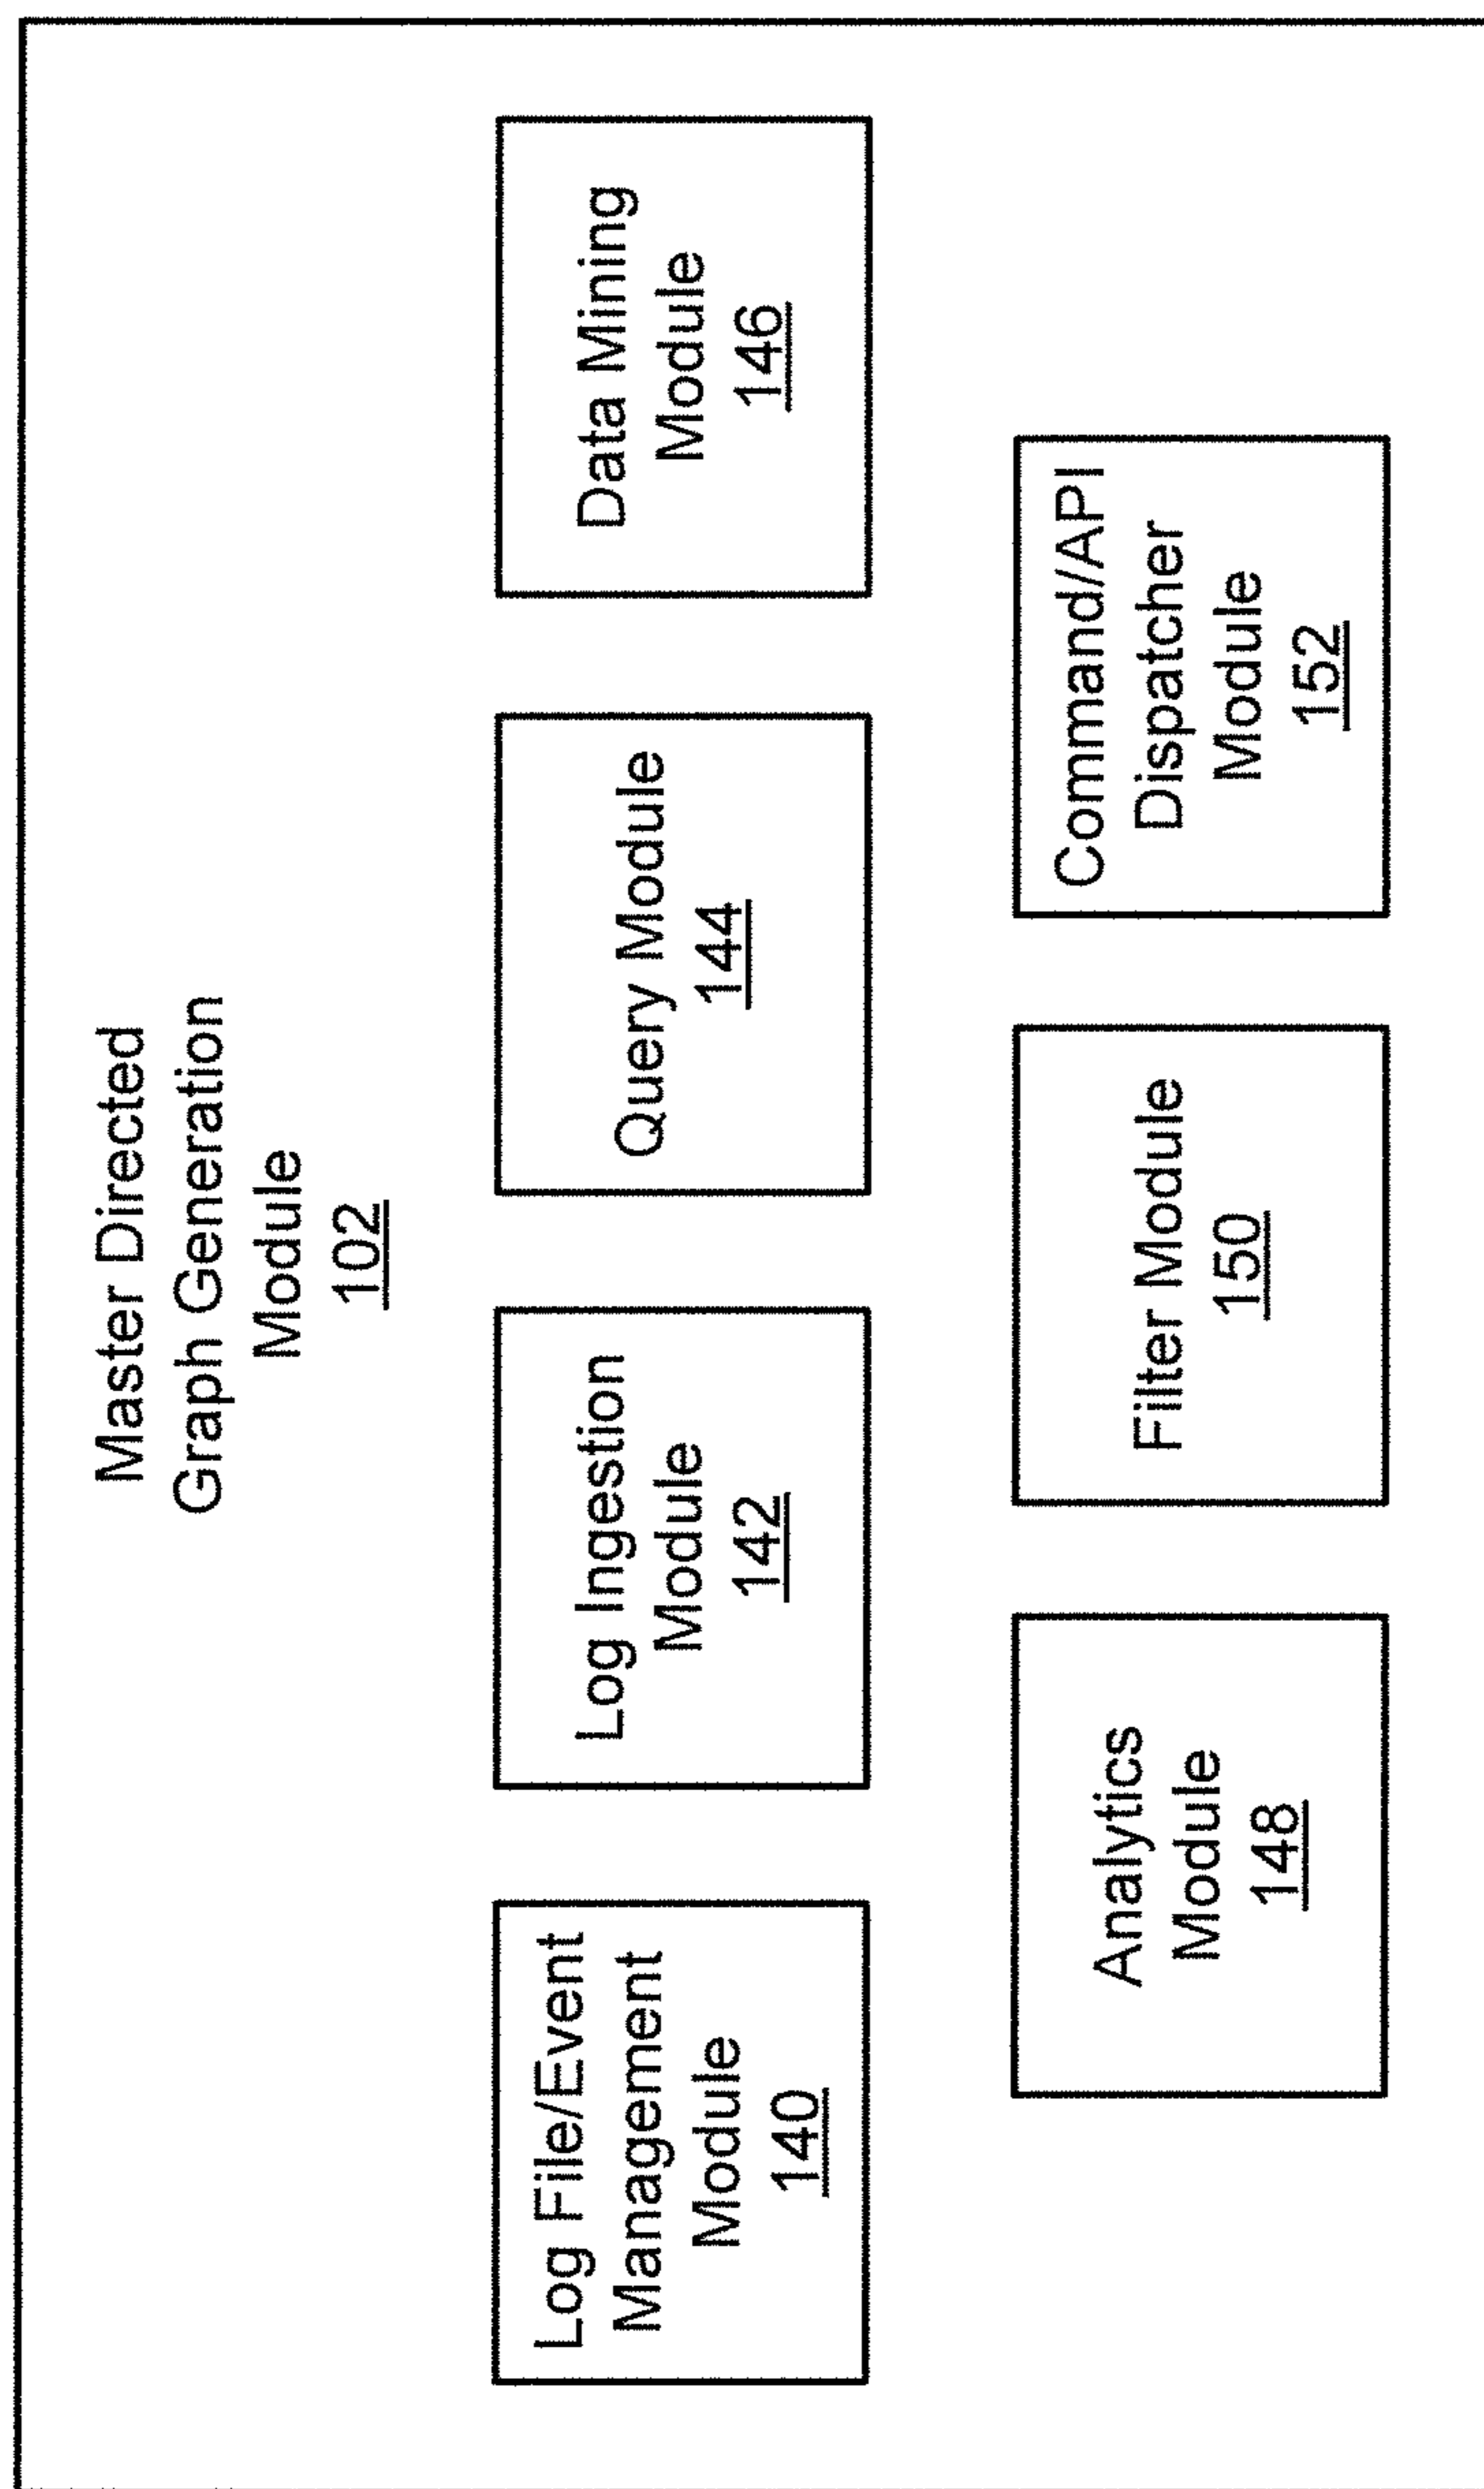 Master Directed
Graph Generation
Module
102
Log File/Event
Management
Module
140
Log Ingestion
Module
142
Query Module
144
Data Mining
Module
146
Analytics
Module
148
Filter Module
150
Command/API
Dispatcher
Module
152